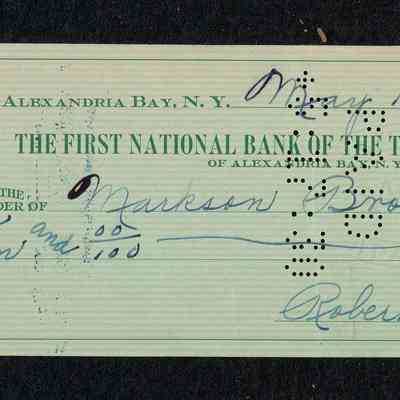 ALEXANDRIA BAY, N.Y. May
THE FIRST NATIONAL BANK OF THE T
OF ALEXANDRIA BAY, N.Y
THE
DER OF Markson Bro
and 00/100
Rober